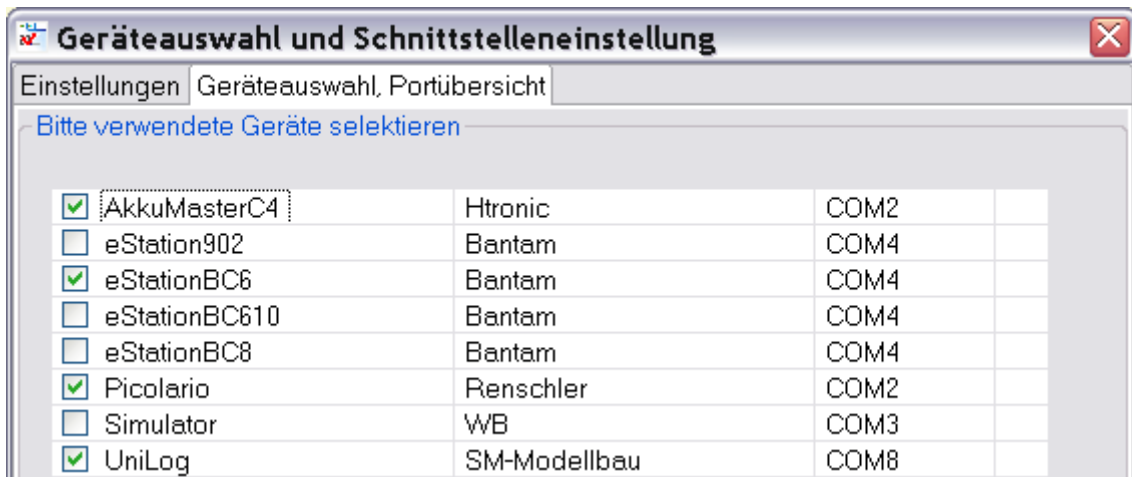 Geräteauswahl und Schnittstelleneinstellung
Einstellungen Geräteauswahl, Portübersicht
Bitte verwendete Geräte selektieren
AkkuMasterC4 Htronic COM2
eStation902 Bantam COM4
eStationBC6 Bantam COM4
eStationBC610 Bantam COM4
eStationBC8 Bantam COM4
Picolario Renschler COM2
Simulator WB COM3
UniLog SM-Modellbau COM8